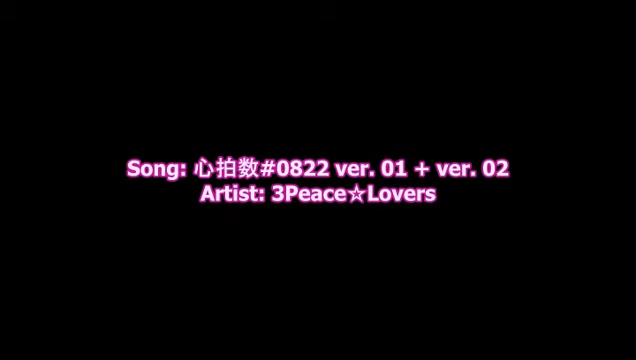 Song: 心拍数#0822 ver. 01 + ver. 02
Artist: 3Peace☆Lovers